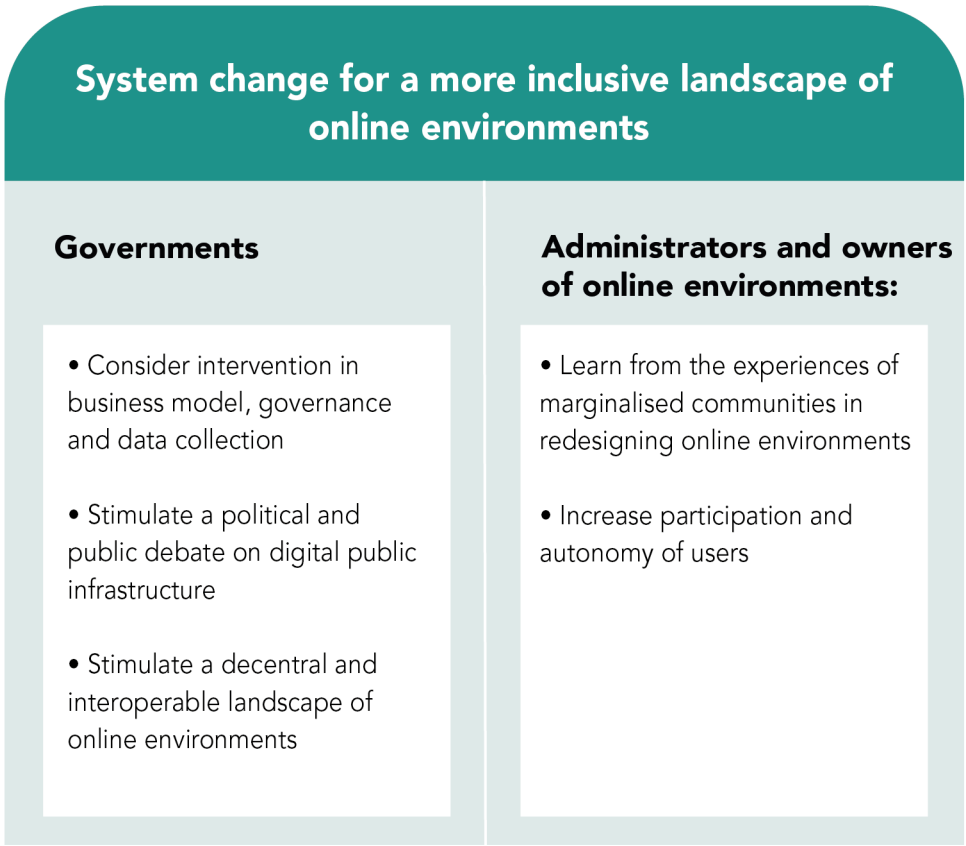 System change for a more inclusive landscape of
online environments
Governments
• Consider intervention in
business model, governance
and data collection
• Stimulate a political and
public debate on digital public
infrastructure
• Stimulate a decentral and
interoperable landscape of
online environments
Administrators and owners
of online environments:
• Learn from the experiences of
marginalised communities in
redesigning online environments
• Increase participation and
autonomy of users